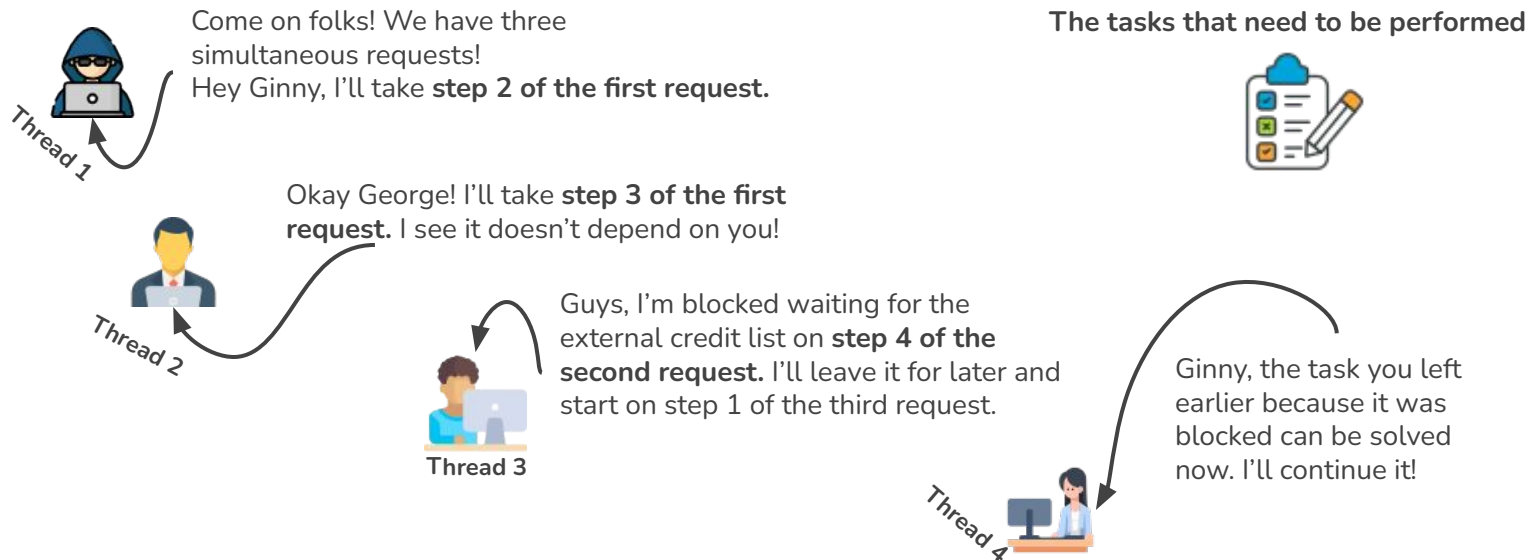 Come on folks! We have three
simultaneous requests!
Hey Ginny, I’ll take step 2 of the first request.
The tasks that need to be performed
Thread 1
Okay George! I’ll take step 3 of the first
request. I see it doesn’t depend on you!
Thread 2
Guys, I’m blocked waiting for the
external credit list on step 4 of the
second request. I’ll leave it for later and
start on step 1 of the third request.
Thread 3
Ginny, the task you left
earlier because it was
blocked can be solved
now. I’ll continue it!
Thread 4